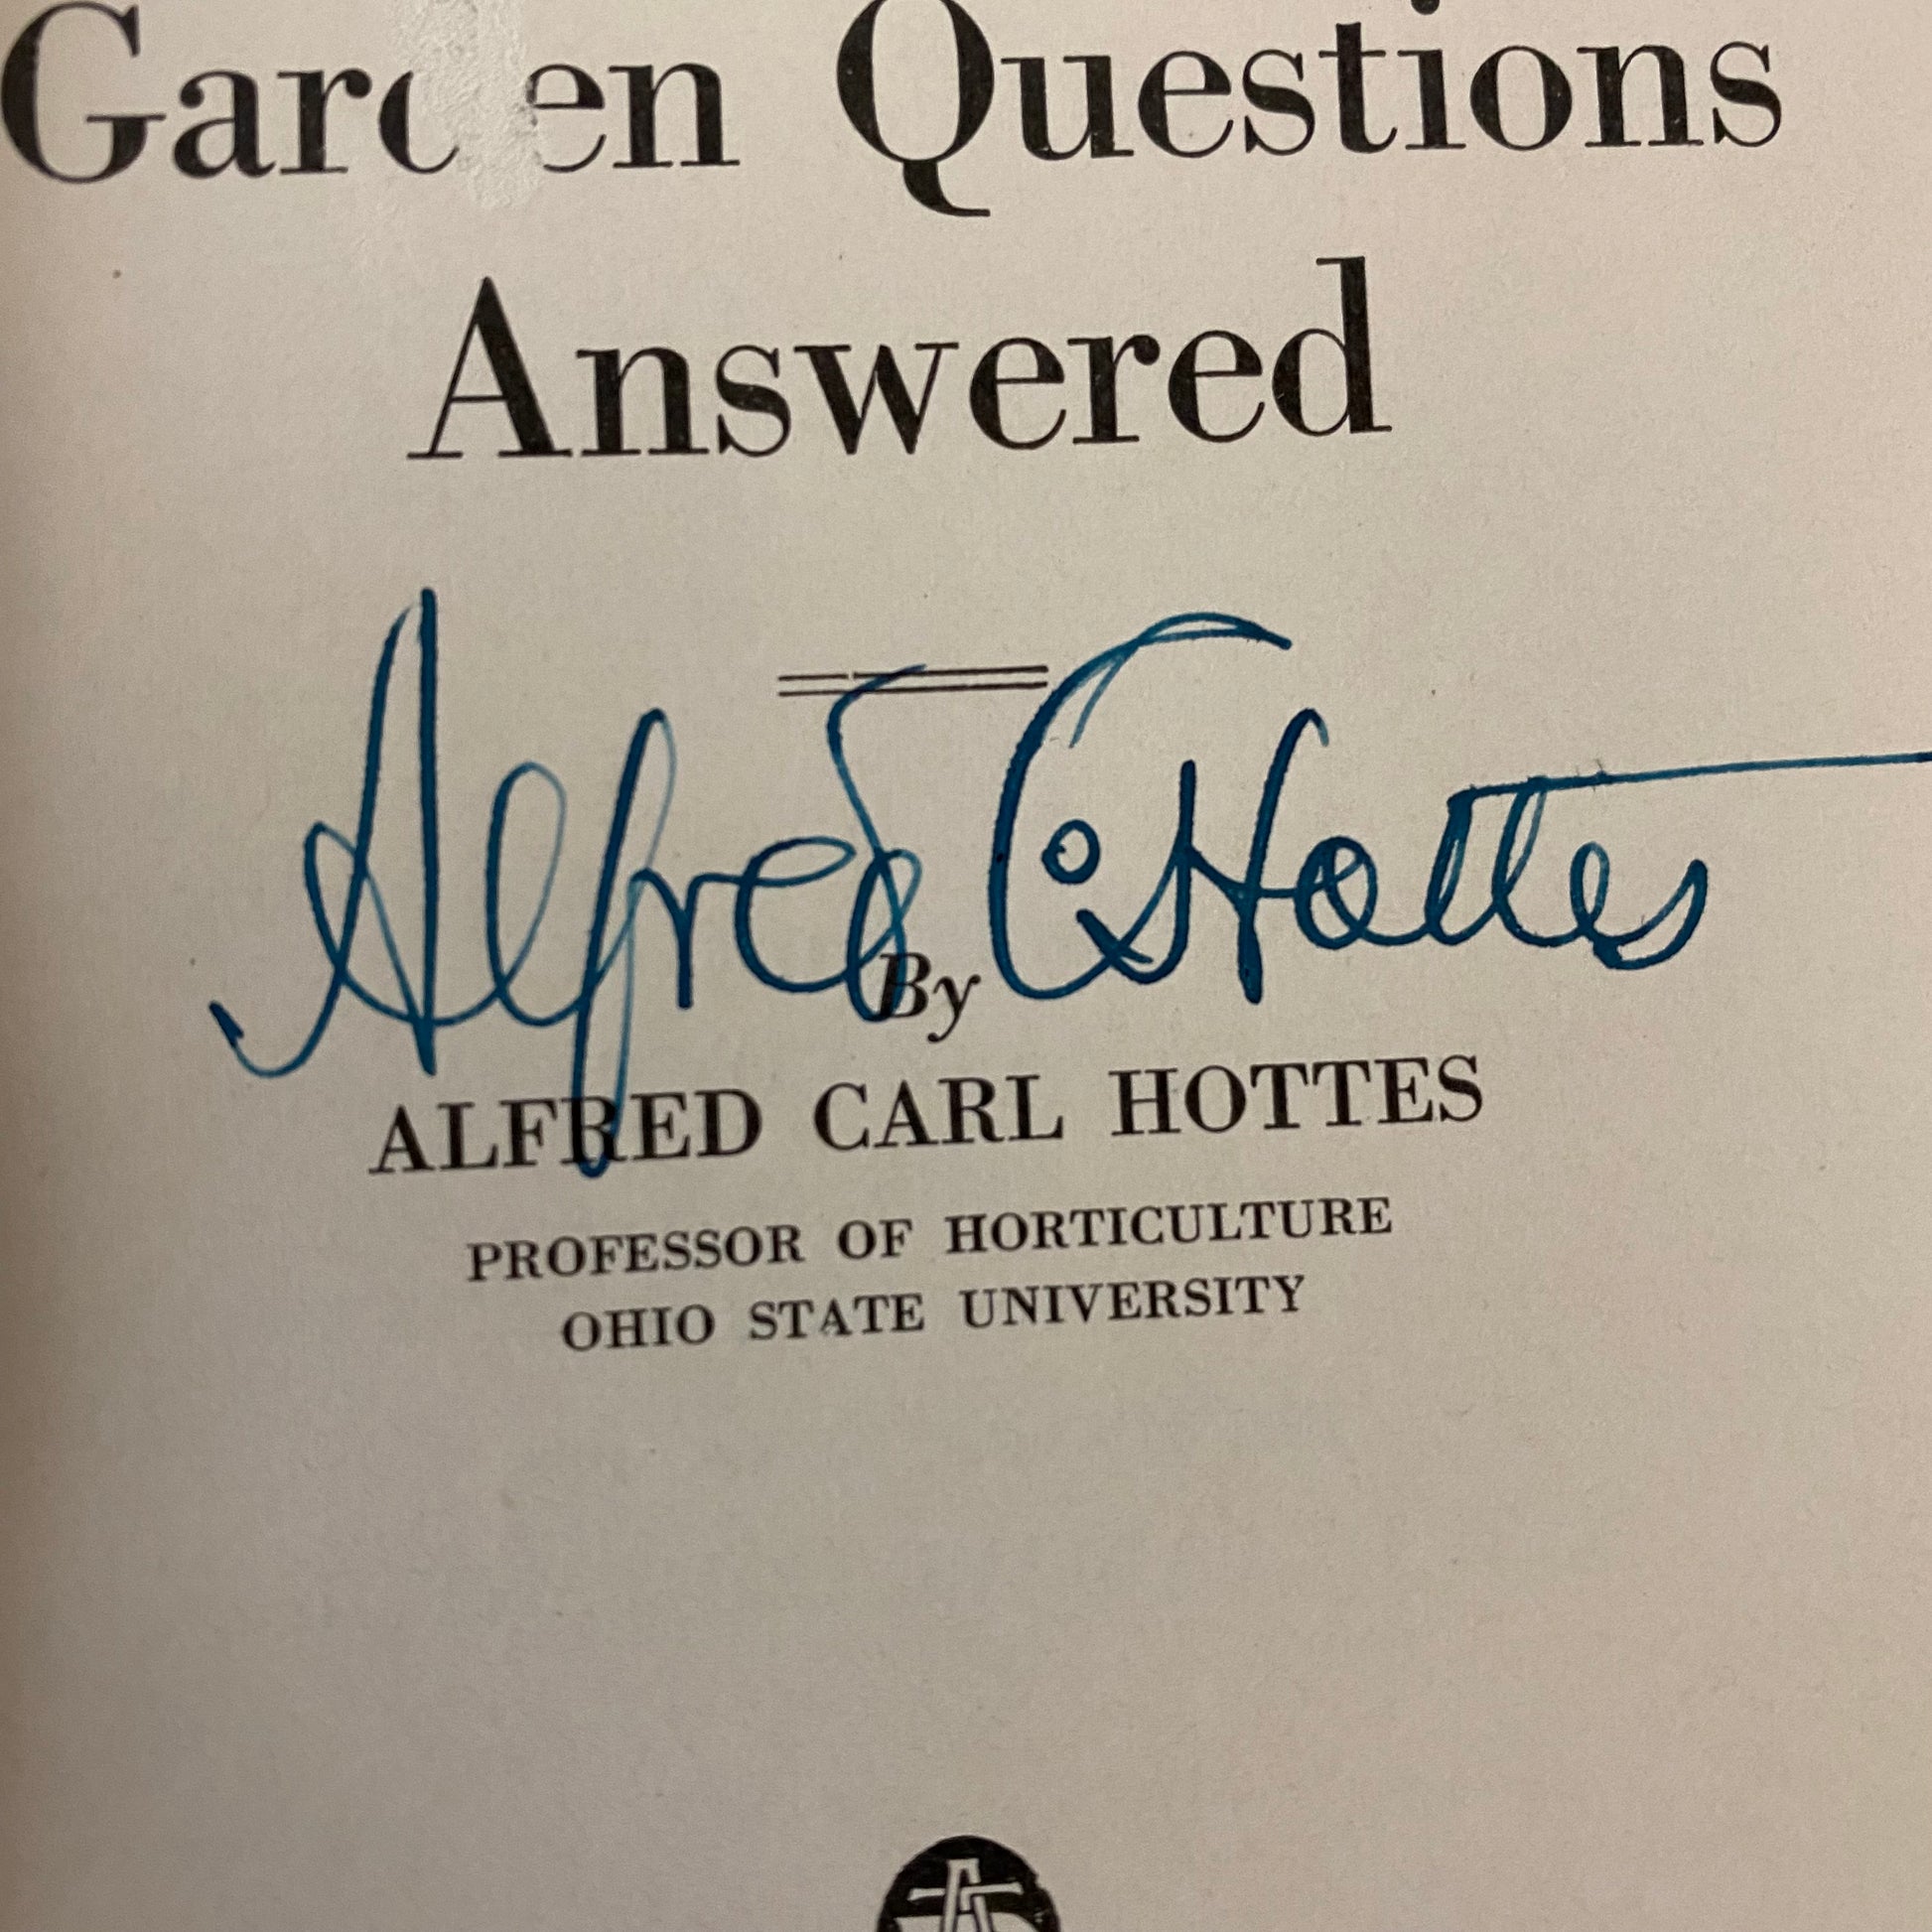 Garden Questions
Answered
Alfred C. Hottes
By
ALFRED CARL HOTTES
PROFESSOR OF HORTICULTURE
OHIO STATE UNIVERSITY